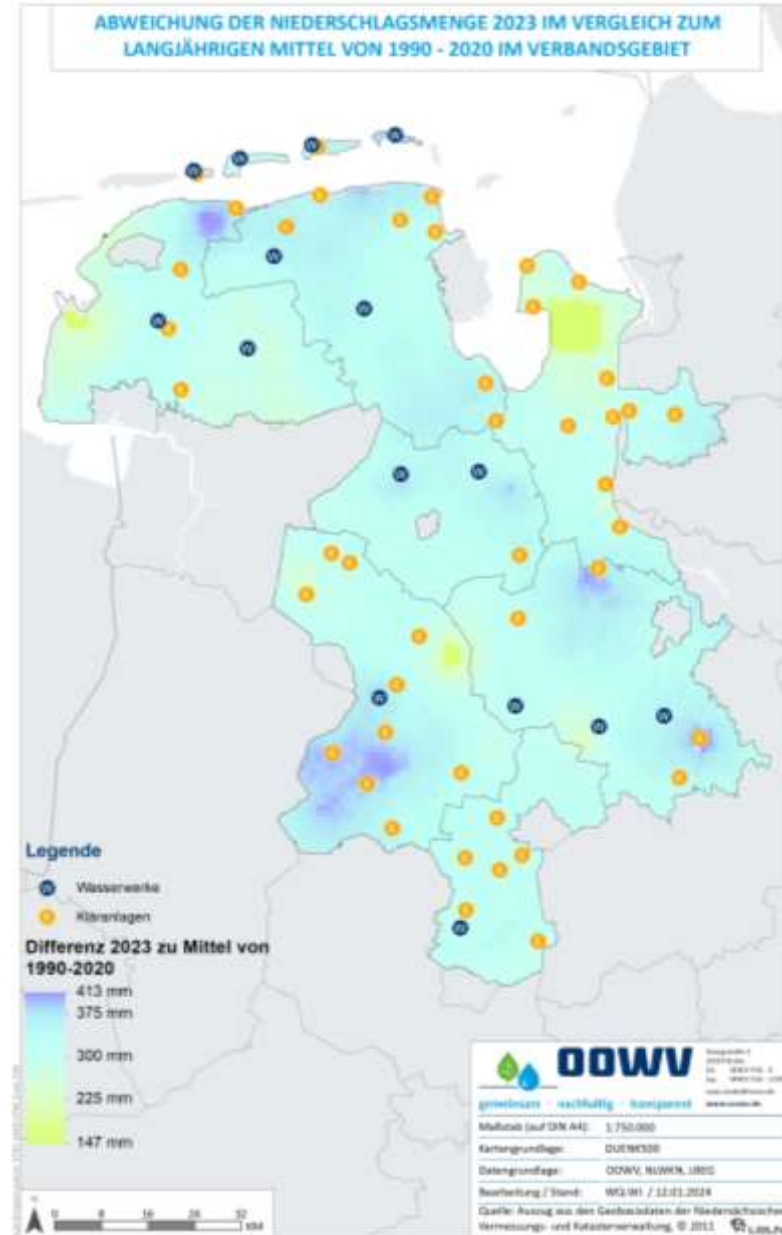 ABWEICHUNG DER NIEDERSCHLAGSMENGE 2023 IM VERGLEICH ZUM
LANGJÄHRIGEN MITTEL VON 1990 - 2020 IM VERBANDSGEBIET
Legende
W Wasserwerke
K Kläranlagen
Differenz 2023 zu Mittel von
1990-2020
413 mm
375 mm
300 mm
225 mm
147 mm
0 8 16 24 32
OOWV
gemeinsam · nachhaltig · transparent
Maßstab (auf DIN A4): 1:750.000
Kartengrundlage:
Datengrundlage: OOWV, NLWKN,
Bearbeitung / Stand: / 12.01.2024
Quelle: Auszug aus den Geobasisdaten der Niedersächsischen
Vermessungs- und Katasterverwaltung, © 2011